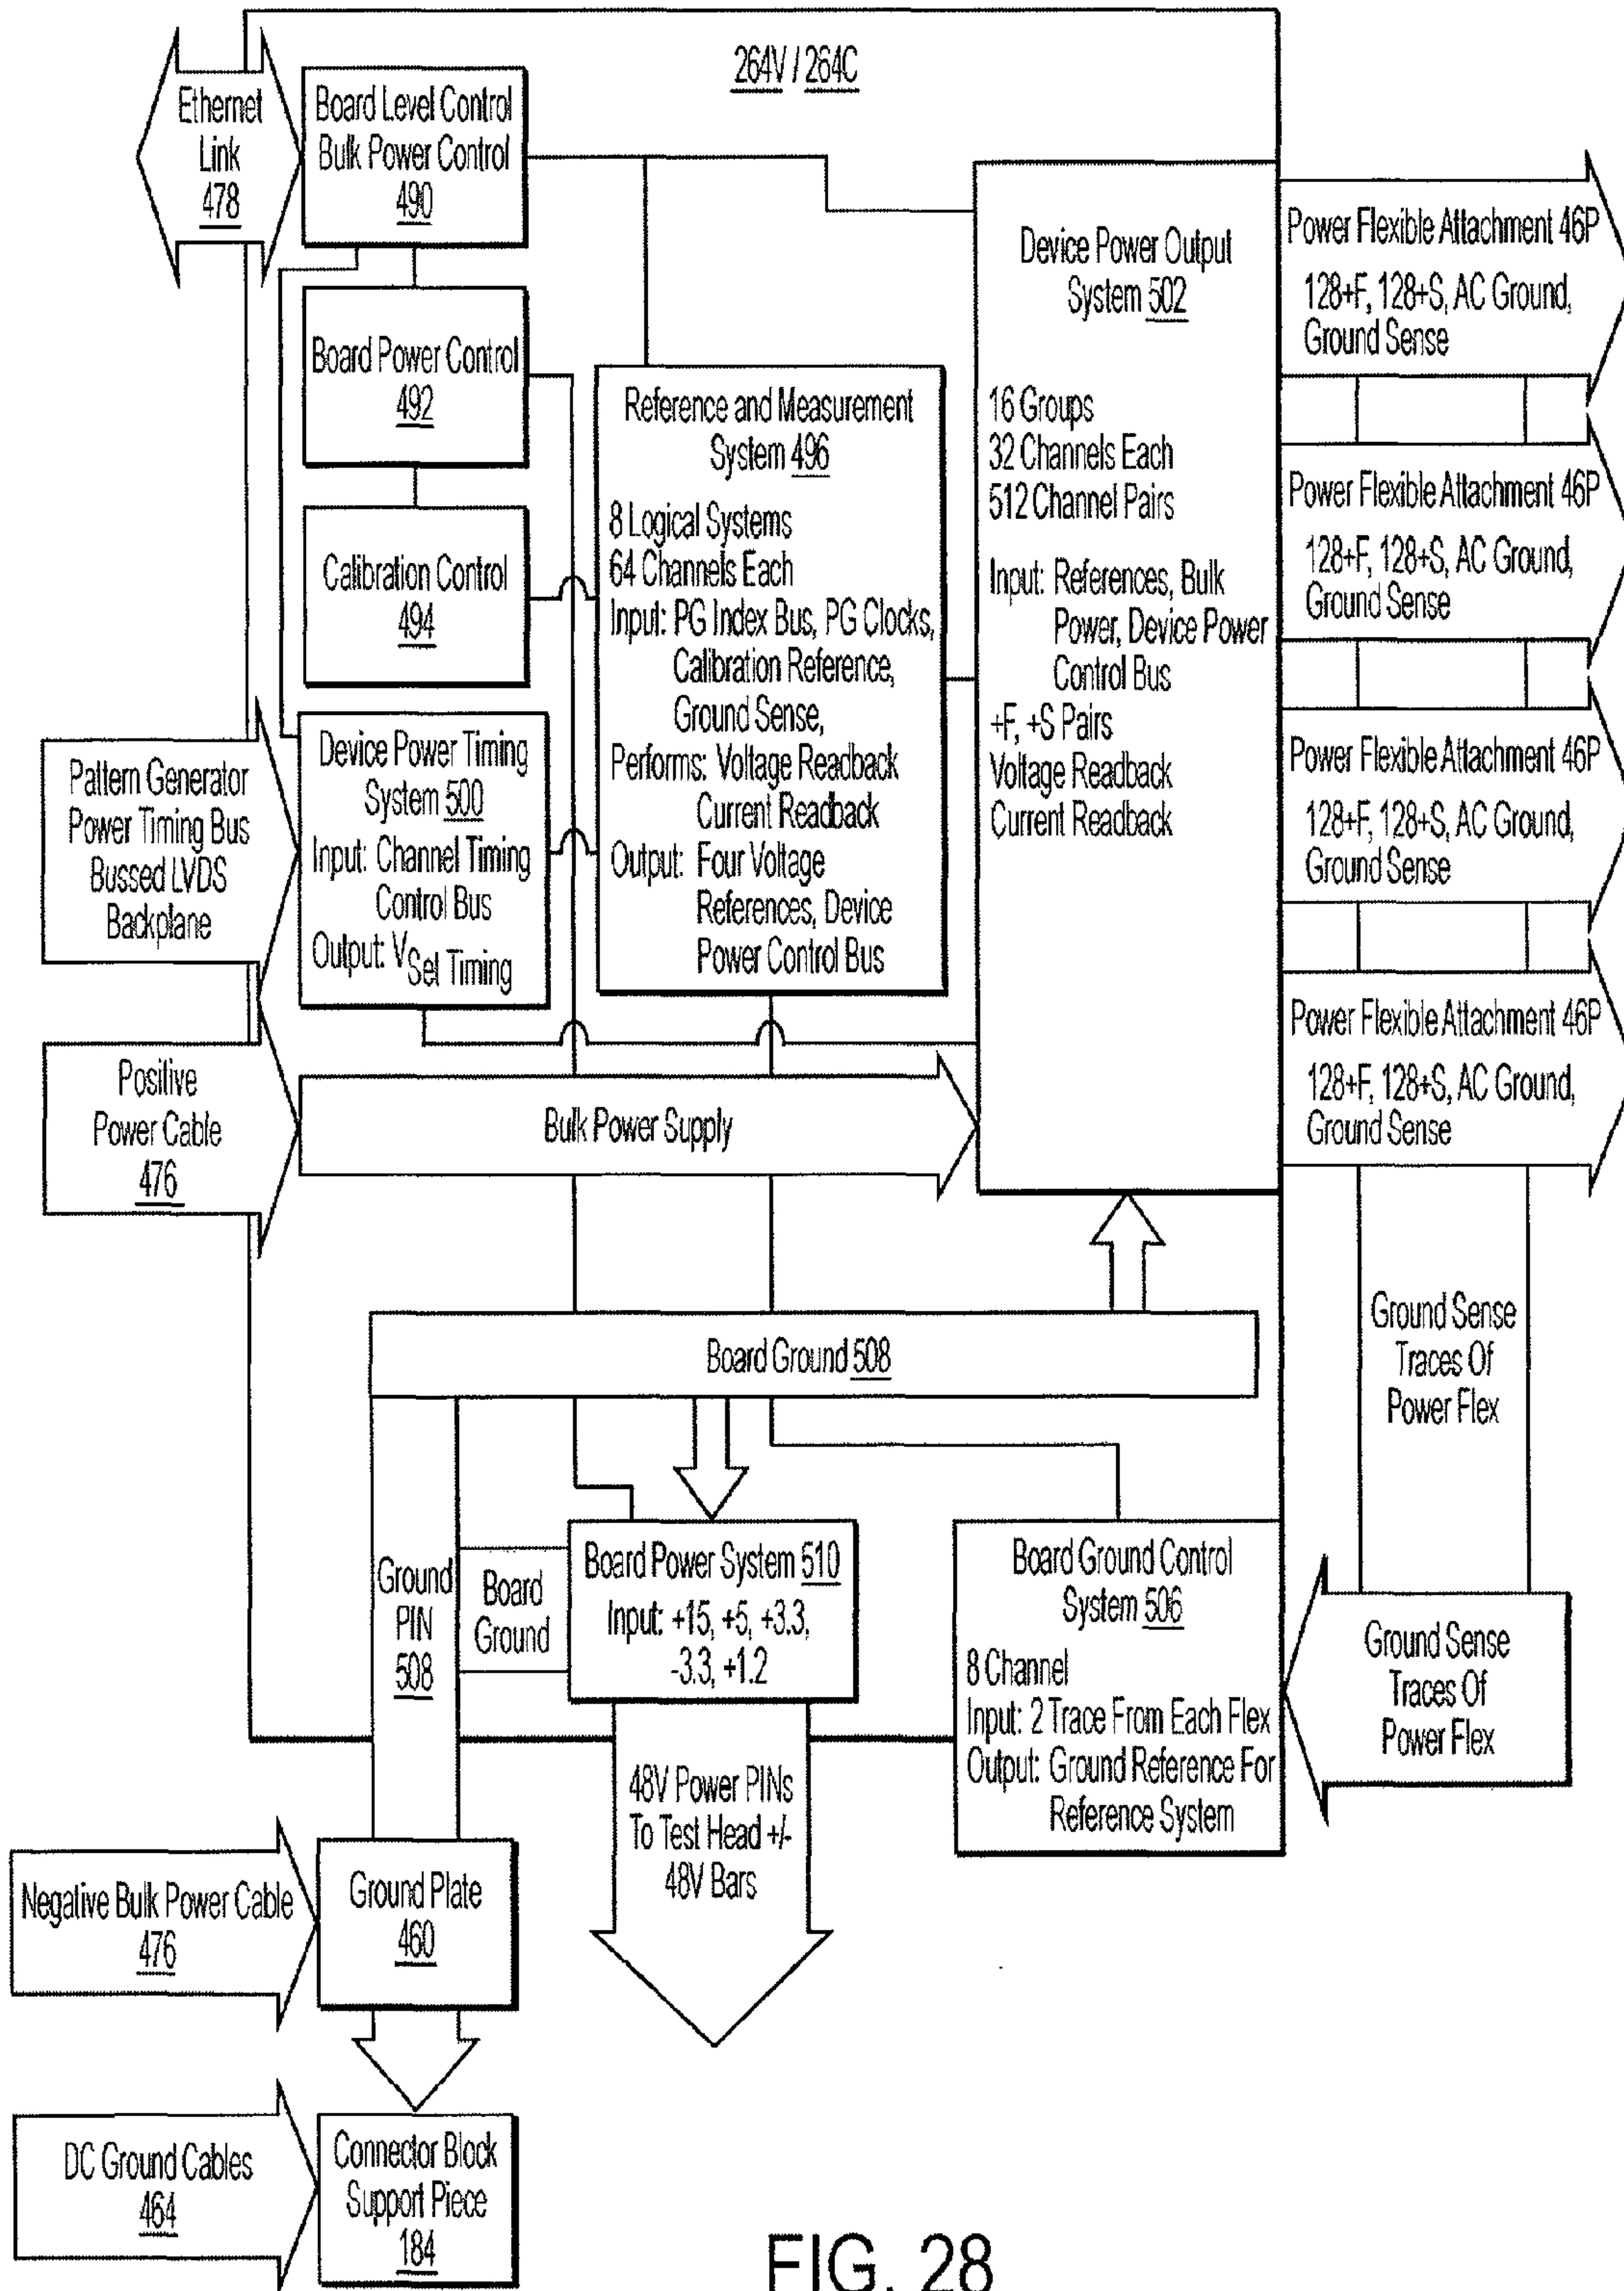 264V / 264C
Ethernet
Link
478
Board Level Control
Bulk Power Control
490
Board Power Control
492
Calibration Control
494
Pattern Generator
Power Timing Bus
Bussed LVDS
Backplane
Device Power Timing
System 500
Input: Channel Timing
Control Bus
Output: VSet Timing
Reference and Measurement
System 496
8 Logical Systems
64 Channels Each
Input: PG Index Bus, PG Clocks,
Calibration Reference,
Ground Sense,
Performs: Voltage Readback
Current Readback
Output: Four Voltage
References, Device
Power Control Bus
Device Power Output
System 502
16 Groups
32 Channels Each
512 Channel Pairs
Input: References, Bulk
Power, Device Power
Control Bus
+F, +S Pairs
Voltage Readback
Current Readback
Power Flexible Attachment 46P
128+F, 128+S, AC Ground,
Ground Sense
Power Flexible Attachment 46P
128+F, 128+S, AC Ground,
Ground Sense
Power Flexible Attachment 46P
128+F, 128+S, AC Ground,
Ground Sense
Power Flexible Attachment 46P
128+F, 128+S, AC Ground,
Ground Sense
Positive
Power Cable
476
Bulk Power Supply
Board Ground 508
Ground Sense
Traces Of
Power Flex
Ground
PIN
508
Board
Ground
Board Power System 510
Input: +15, +5, +3.3,
-3.3, +1.2
Board Ground Control
System 506
8 Channel
Input: 2 Trace From Each Flex
Output: Ground Reference For
Reference System
Ground Sense
Traces Of
Power Flex
48V Power PINs
To Test Head +/-
48V Bars
Negative Bulk Power Cable
476
Ground Plate
460
DC Ground Cables
464
Connector Block
Support Piece
184
FIG. 28